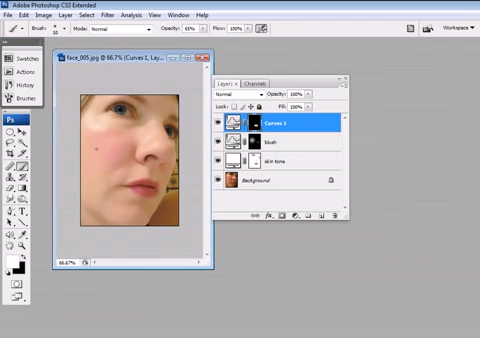 Adobe Photoshop CS3 Extended
File Edit Image Layer Select Filter Analysis View Window Help
Brush: Mode: Normal Opacity: 65% Flow: 100% Workspace
Swatches
Actions
History
Brushes
Ps
face_005.jpg @ 66.7% (Curves 1, Lay...
66.67%
Layers Channels
Normal Opacity: 100%
Lock: Fill: 100%
Curves 1
blush
skin tone
Background